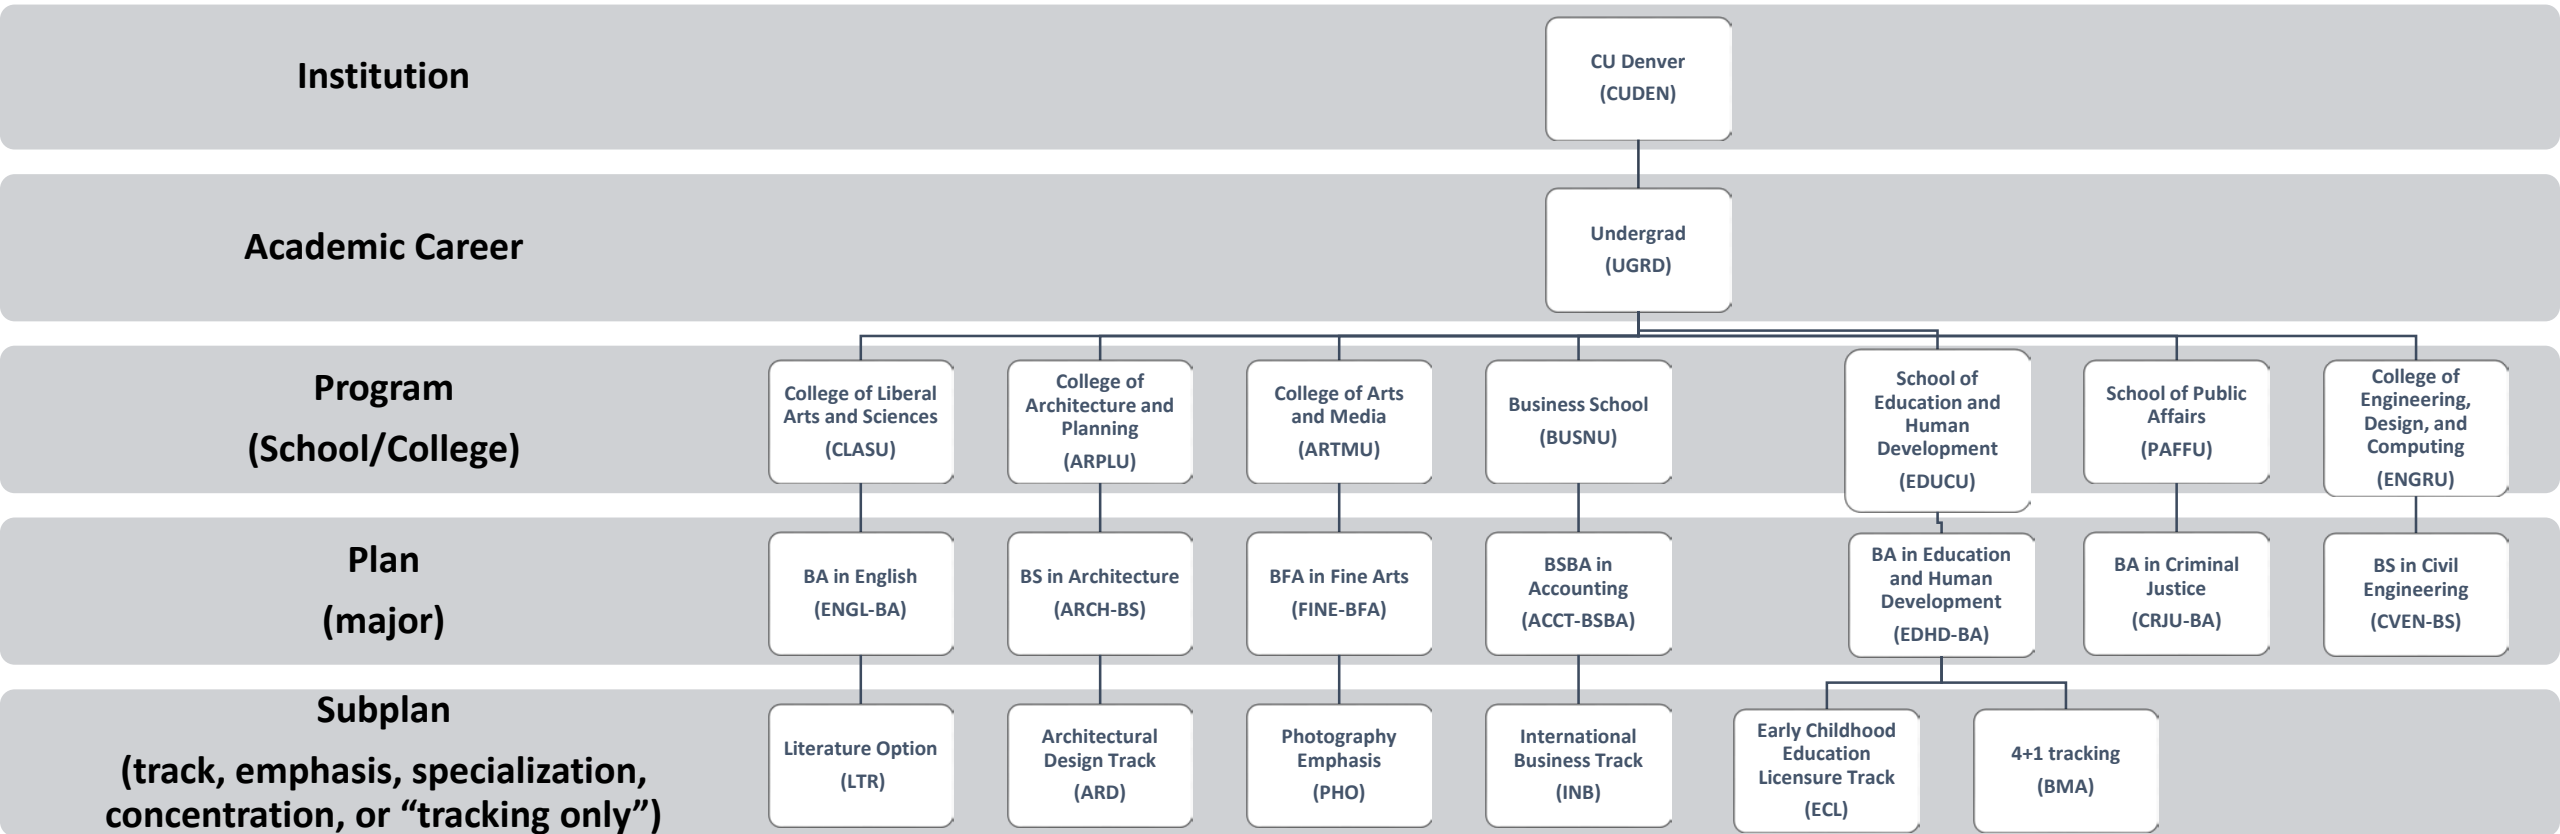 Institution
CU Denver
(CUDEN)
Academic Career
Undergrad
(UGRD)
Program
(School/College)
College of Liberal
Arts and Sciences
(CLASU)
College of
Architecture and
Planning
(ARPLU)
College of Arts
and Media
(ARTMU)
Business School
(BUSNU)
School of
Education and
Human
Development
(EDUCU)
School of Public
Affairs
(PAFFU)
College of
Engineering,
Design, and
Computing
(ENGRU)
Plan
(major)
BA in English
(ENGL-BA)
BS in Architecture
(ARCH-BS)
BFA in Fine Arts
(FINE-BFA)
BSBA in
Accounting
(ACCT-BSBA)
BA in Education
and Human
Development
(EDHD-BA)
BA in Criminal
Justice
(CRJU-BA)
BS in Civil
Engineering
(CVEN-BS)
Subplan
(track, emphasis, specialization,
concentration, or “tracking only”)
Literature Option
(LTR)
Architectural
Design Track
(ARD)
Photography
Emphasis
(PHO)
International
Business Track
(INB)
Early Childhood
Education
Licensure Track
(ECL)
4+1 tracking
(BMA)